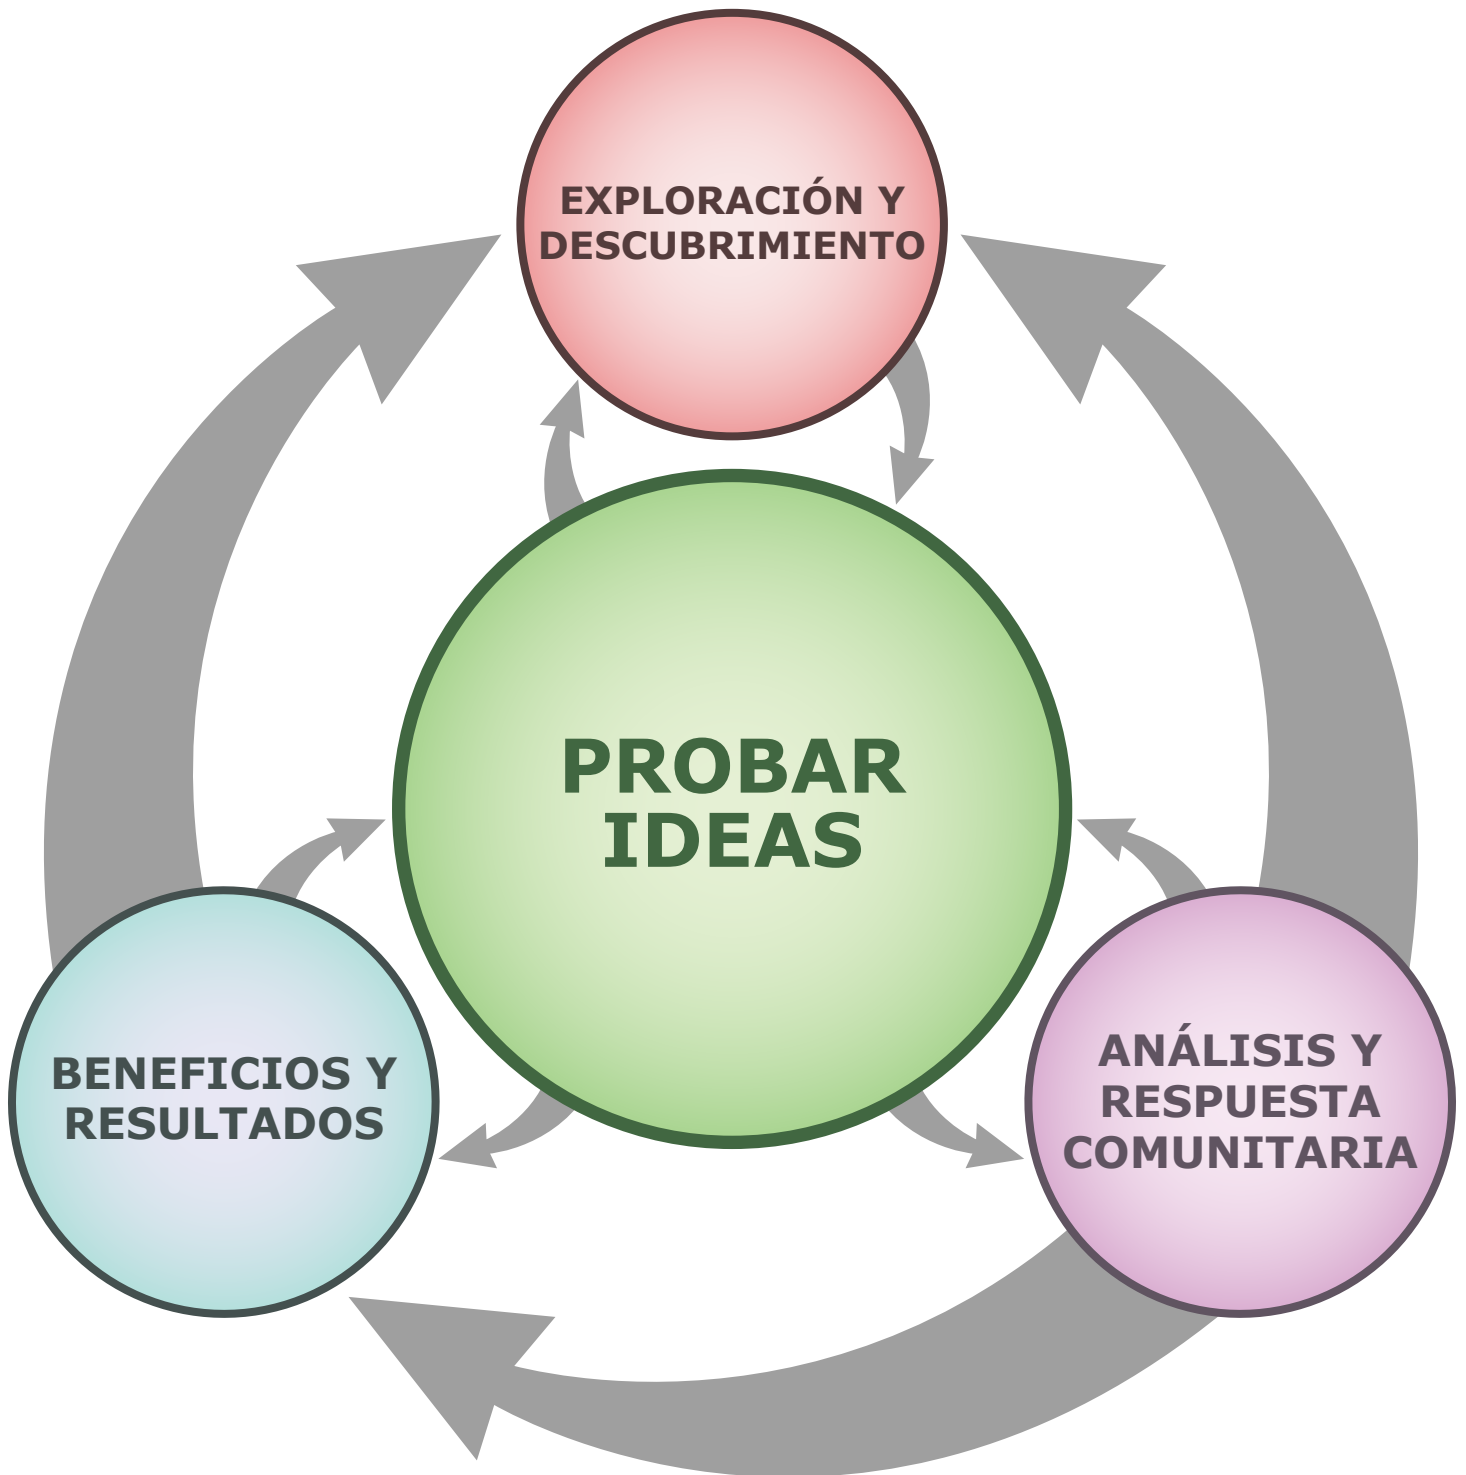 EXPLORACIÓN Y
DESCUBRIMIENTO
PROBAR
IDEAS
BENEFICIOS Y
RESULTADOS
ANÁLISIS Y
RESPUESTA
COMUNITARIA